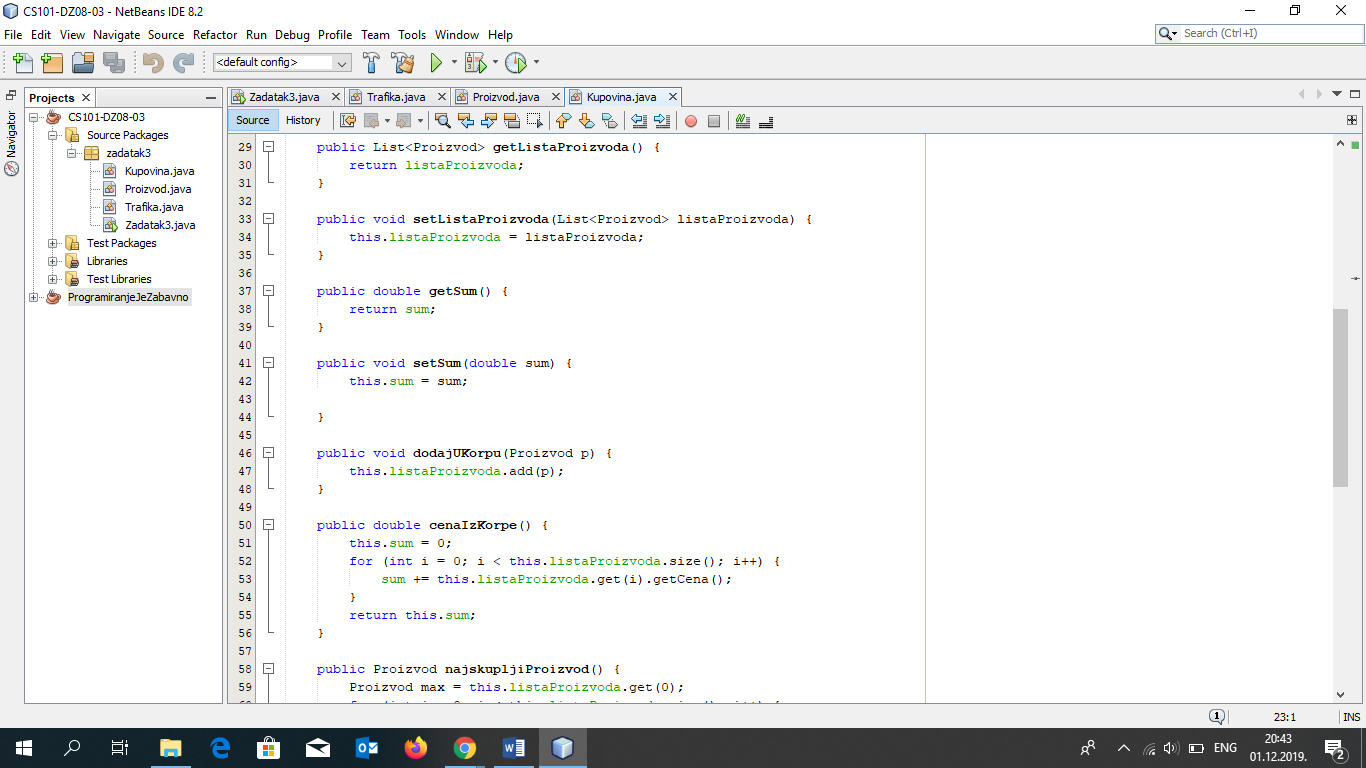 CS101-DZ08-03 - NetBeans IDE 8.2
File Edit View Navigate Source Refactor Run Debug Profile Team Tools Window Help
Search (Ctrl+I)
<default config>
Projects
Navigator
CS101-DZ08-03
Source Packages
zadatak3
Kupovina.java
Proizvod.java
Trafika.java
Zadatak3.java
Test Packages
Libraries
Test Libraries
ProgramiranjeJeZabavno
Zadatak3.java Trafika.java Proizvod.java Kupovina.java
Source History
29 public List<Proizvod> getListaProizvoda() {
30 return listaProizvoda;
31 }
32
33 public void setListaProizvoda(List<Proizvod> listaProizvoda) {
34 this.listaProizvoda = listaProizvoda;
35 }
36
37 public double getSum() {
38 return sum;
39 }
40
41 public void setSum(double sum) {
42 this.sum = sum;
43
44 }
45
46 public void dodajUKorpu(Proizvod p) {
47 this.listaProizvoda.add(p);
48 }
49
50 public double cenaIzKorpe() {
51 this.sum = 0;
52 for (int i = 0; i < this.listaProizvoda.size(); i++) {
53 sum += this.listaProizvoda.get(i).getCena();
54 }
55 return this.sum;
56 }
57
58 public Proizvod najskupljiProizvod() {
59 Proizvod max = this.listaProizvoda.get(0);
1
23:1 INS
ENG
20:43
01.12.2019.
2